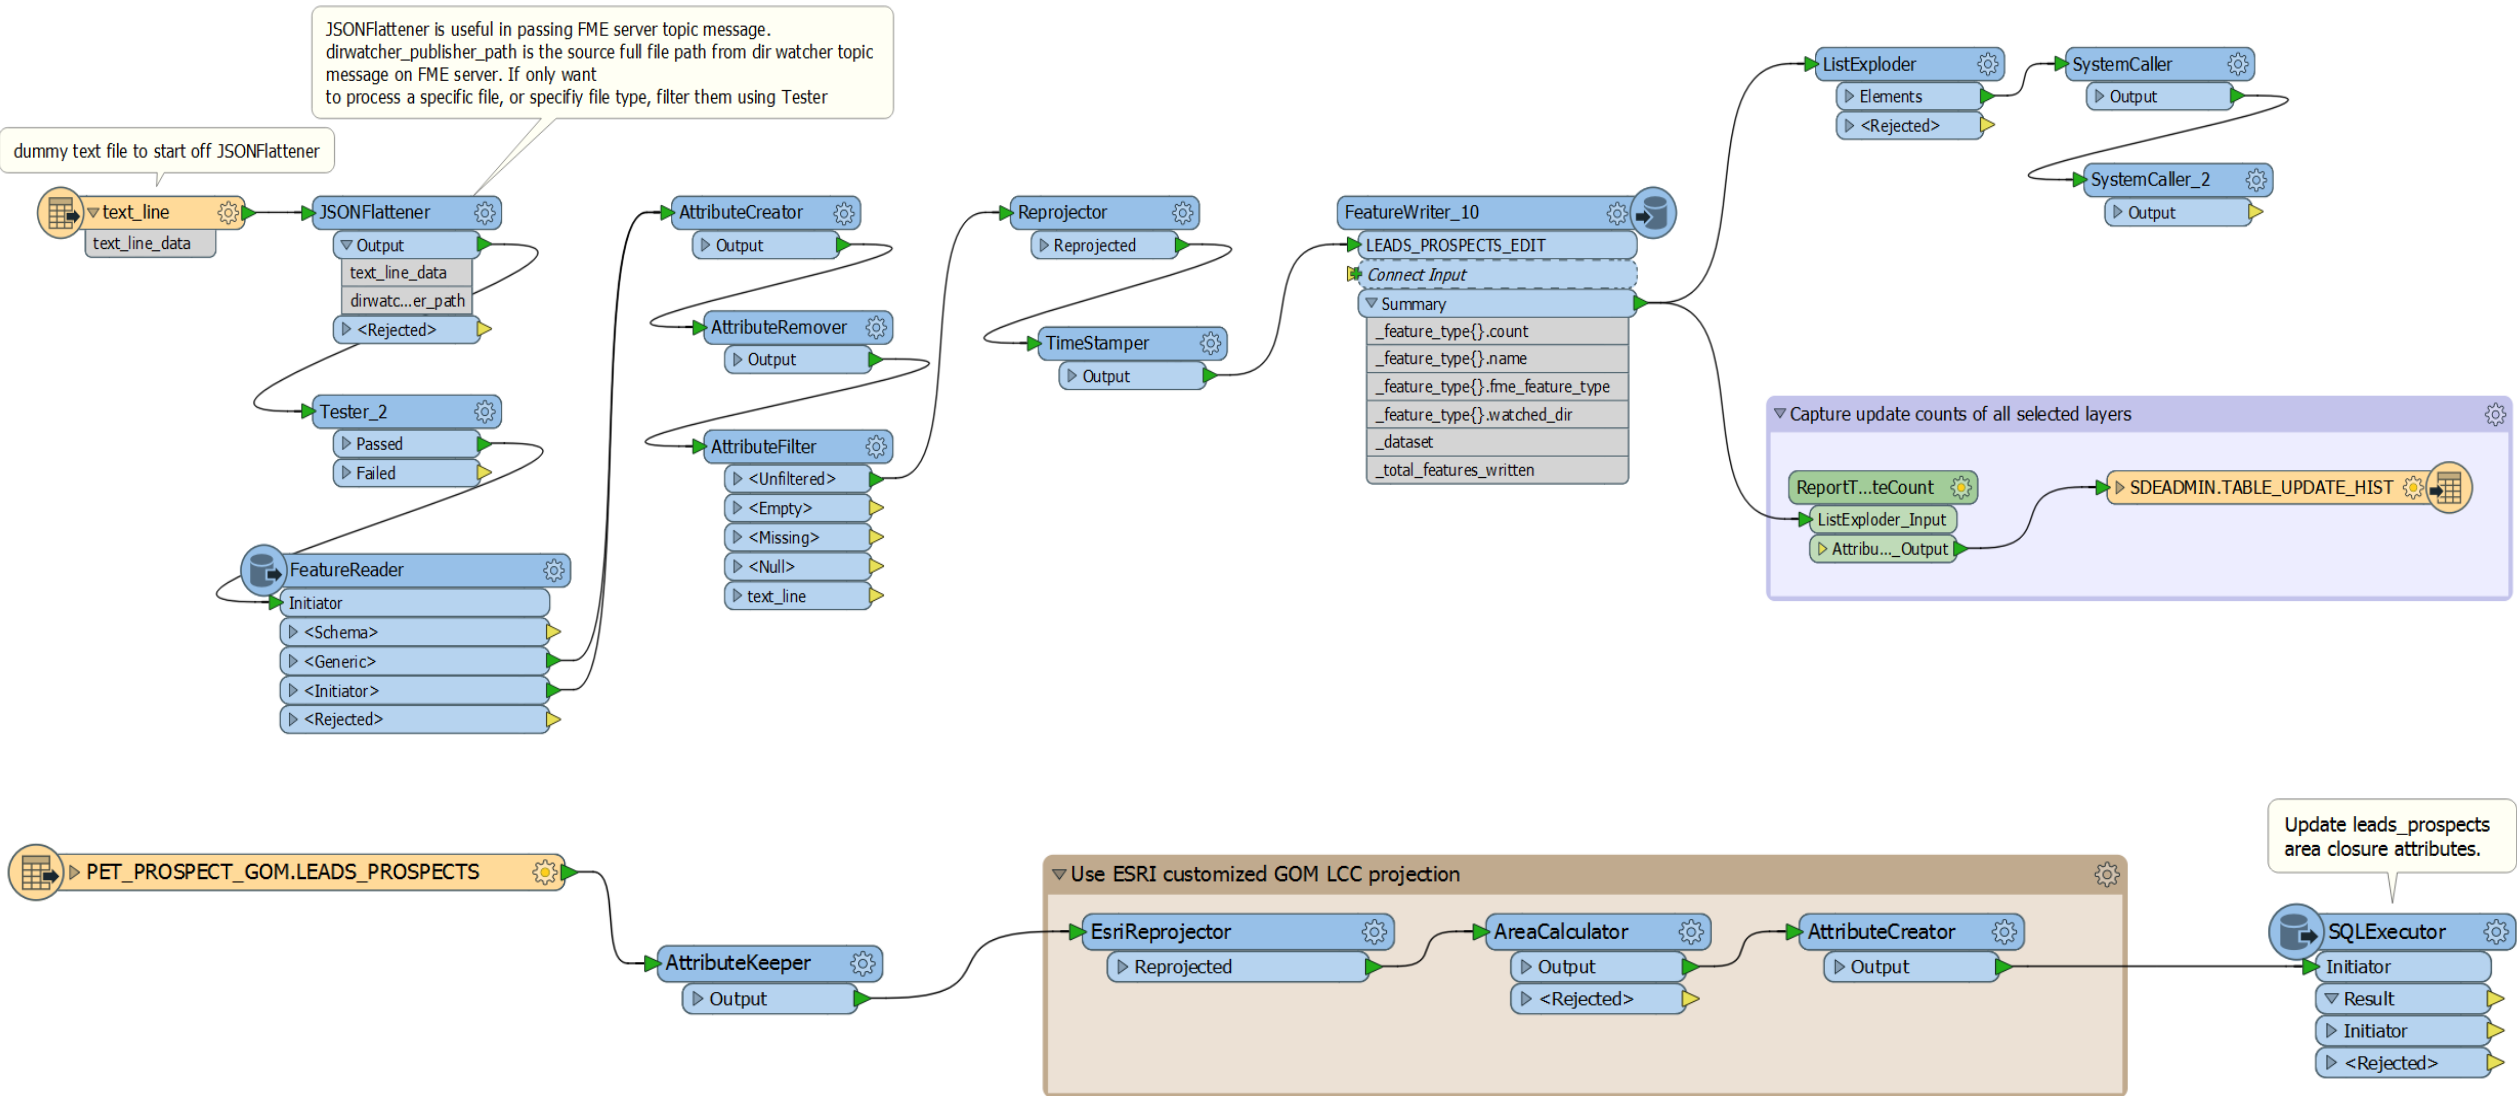 JSONFlattener is useful in passing FME server topic message.
dirwatcher_publisher_path is the source full file path from dir watcher topic
message on FME server. If only want
to process a specific file, or specifiy file type, filter them using Tester
dummy text file to start off JSONFlattener
text_line
text_line_data
JSONFlattener
Output
text_line_data
dirwatc...er_path
<Rejected>
Tester_2
Passed
Failed
FeatureReader
Initiator
<Schema>
<Generic>
<Initiator>
<Rejected>
AttributeCreator
Output
AttributeRemover
Output
AttributeFilter
<Unfiltered>
<Empty>
<Missing>
<Null>
text_line
Reprojector
Reprojected
TimeStamper
Output
FeatureWriter_10
LEADS_PROSPECTS_EDIT
Connect Input
Summary
_feature_type{}.count
_feature_type{}.name
_feature_type{}.fme_feature_type
_feature_type{}.watched_dir
_dataset
_total_features_written
ListExploder
Elements
<Rejected>
SystemCaller
Output
SystemCaller_2
Output
Capture update counts of all selected layers
ReportT...teCount
ListExploder_Input
Attribu..._Output
SDEADMIN.TABLE_UPDATE_HIST
PET_PROSPECT_GOM.LEADS_PROSPECTS
AttributeKeeper
Output
Use ESRI customized GOM LCC projection
EsriReprojector
Reprojected
AreaCalculator
Output
<Rejected>
AttributeCreator
Output
Update leads_prospects
area closure attributes.
SQLExecutor
Initiator
Result
Initiator
<Rejected>